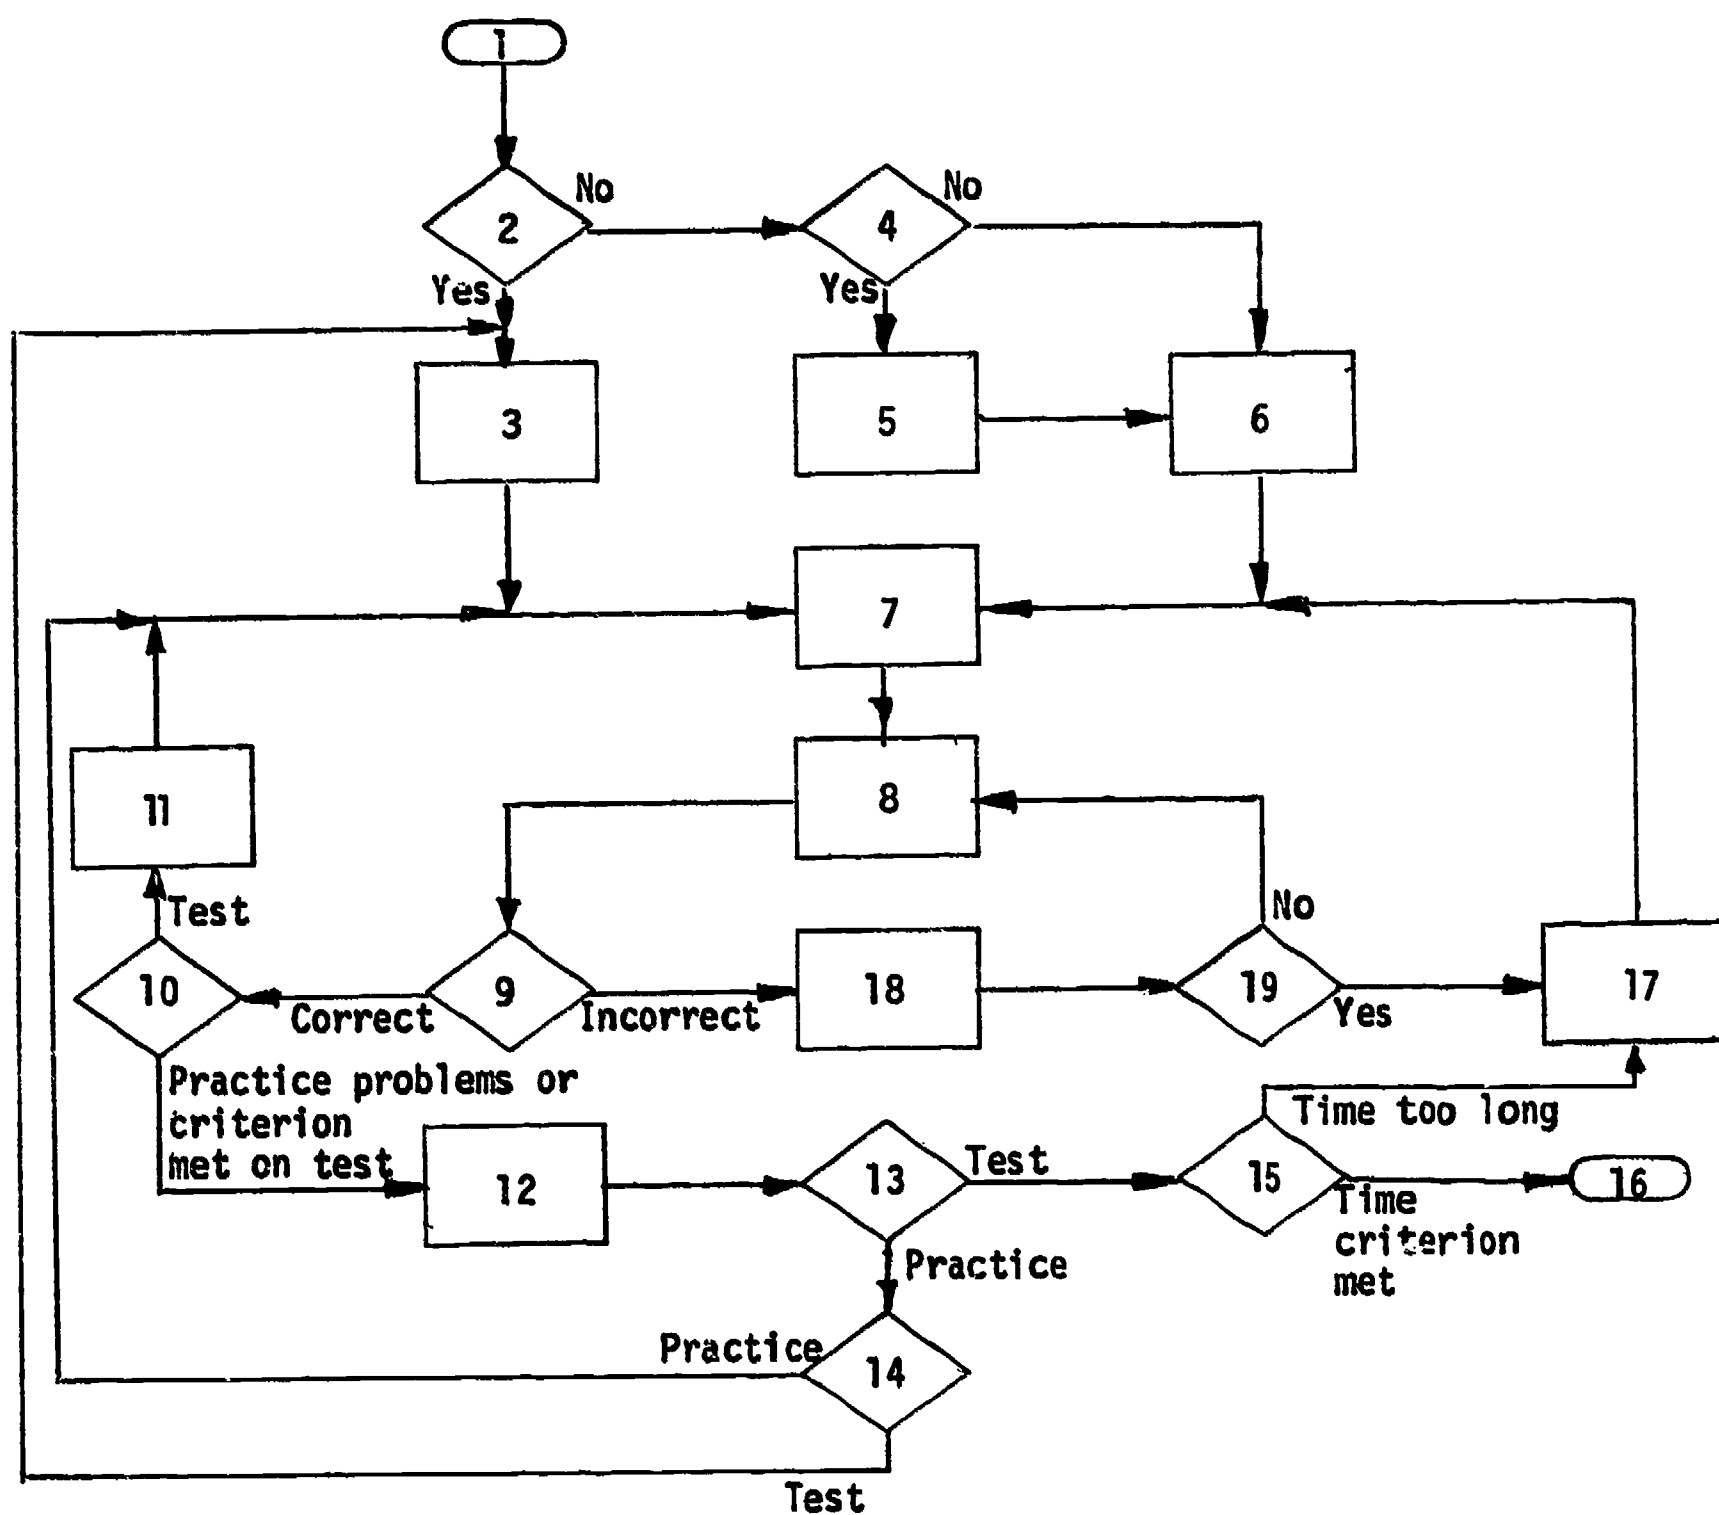 1
No
No
2
4
Yes
Yes
3
5
6
7
8
11
Test
No
10
9
18
19
17
Correct
Incorrect
Yes
Practice problems or
criterion
met on test
Time too long
12
13
Test
15
16
Time
criterion
met
Practice
Practice
14
Test